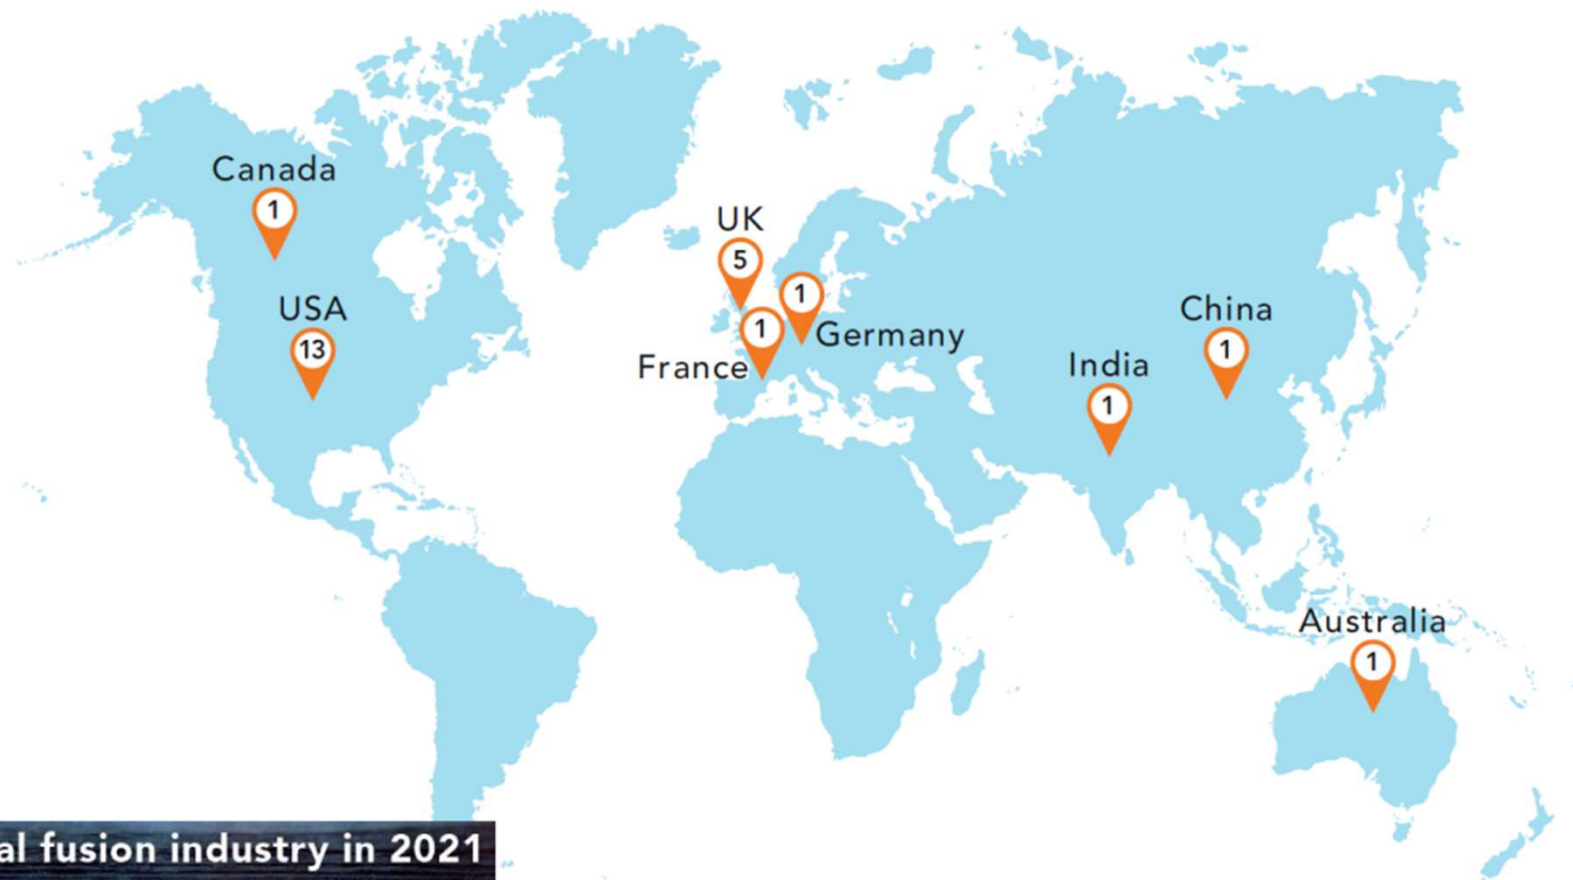 Canada
1
UK
5
1
USA
13
China
1
1
Germany
France
India
1
Australia
1
al fusion industry in 2021